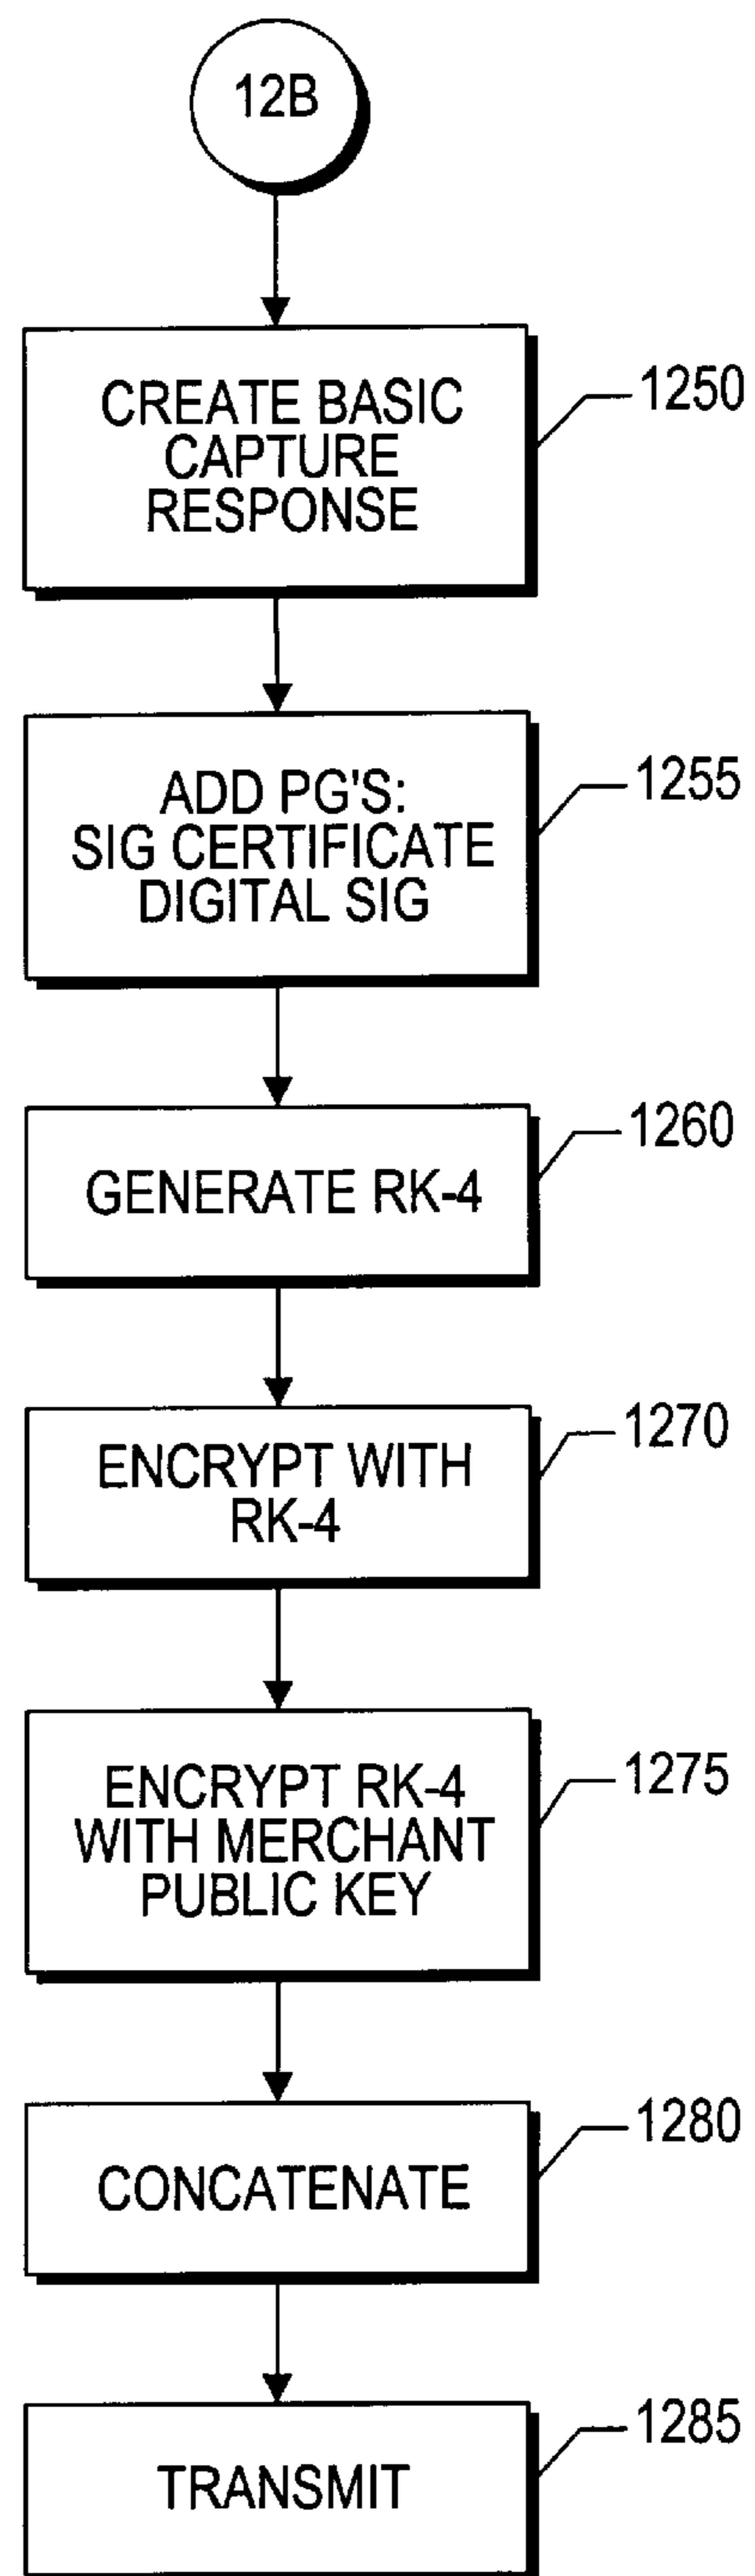 12B
CREATE BASIC
CAPTURE
RESPONSE
1250
ADD PG'S:
SIG CERTIFICATE
DIGITAL SIG
1255
GENERATE RK-4
1260
ENCRYPT WITH
RK-4
1270
ENCRYPT RK-4
WITH MERCHANT
PUBLIC KEY
1275
CONCATENATE
1280
TRANSMIT
1285